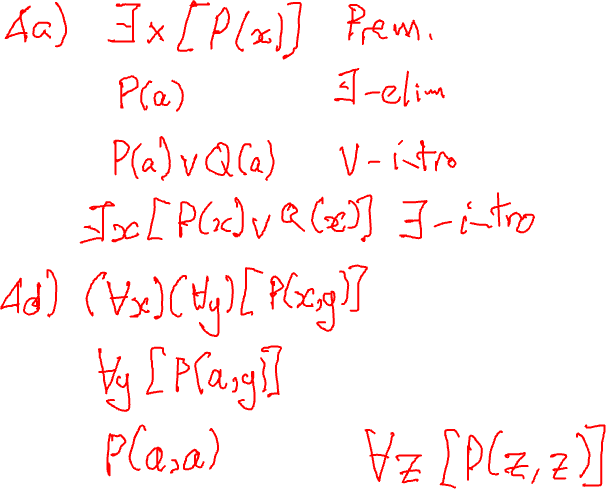 4a) ∃x[P(x)] Prem.
P(a) ∃-elim
P(a)∨Q(a) ∨-intro
∃x[P(x)∨Q(x)] ∃-intro
4d) (∀x)(∀y)[P(x,y)]
∀y[P(a,y)]
P(a,a) ∀z[P(z,z)]